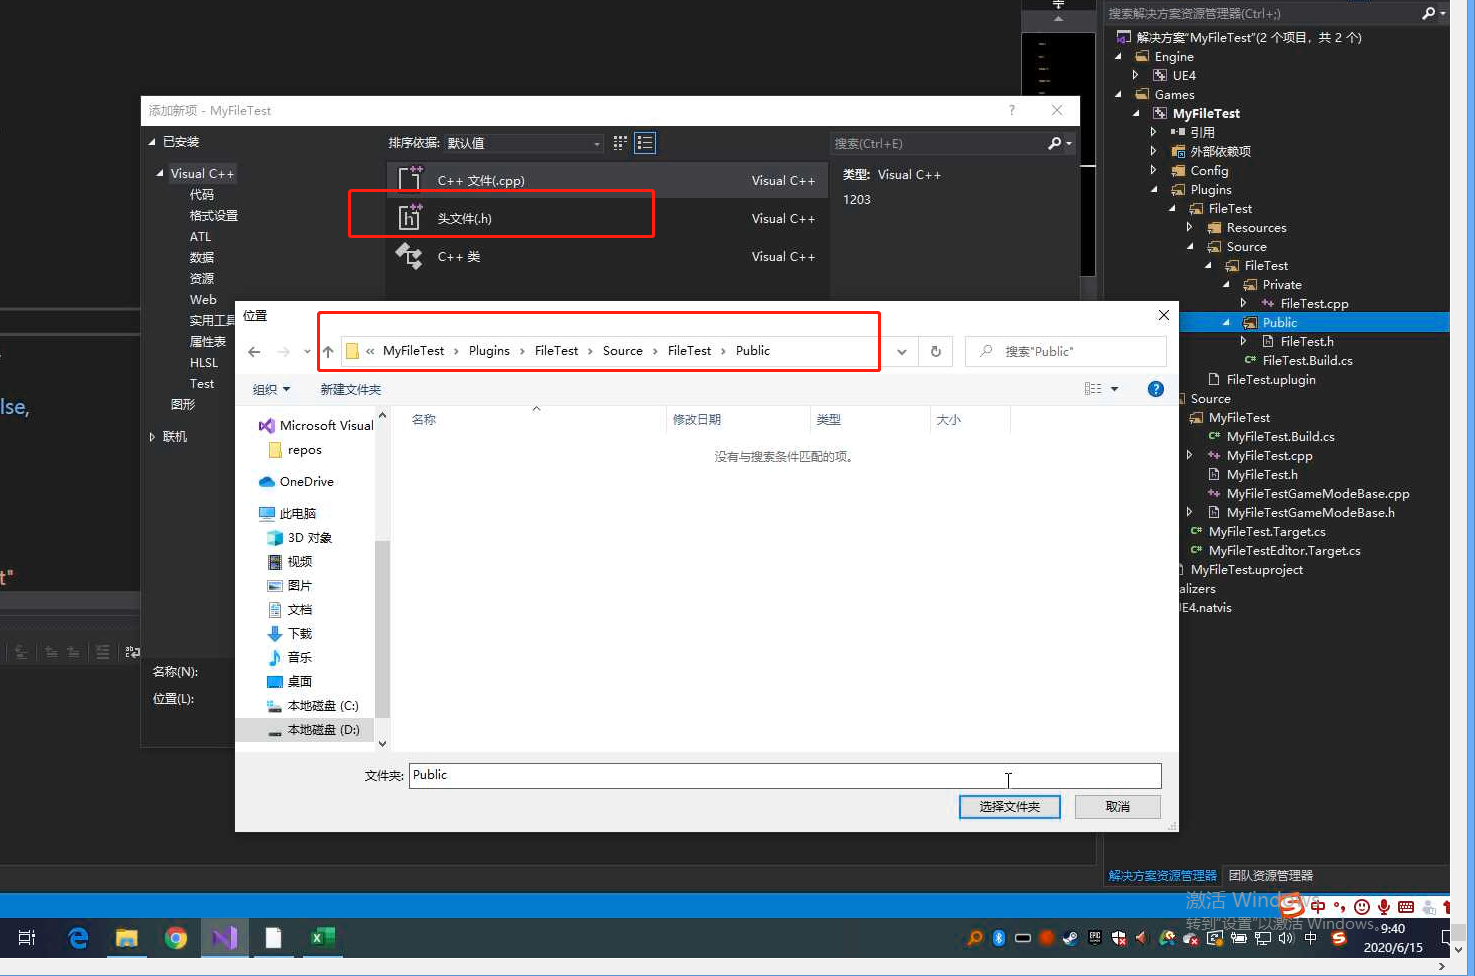 搜索解决方案资源管理器(Ctrl+;)
解决方案"MyFileTest"(2 个项目，共 2 个)
Engine
UE4
Games
MyFileTest
引用
外部依赖项
Config
Plugins
FileTest
Resources
Source
FileTest
Private
FileTest.cpp
Public
FileTest.h
FileTest.Build.cs
FileTest.uplugin
Source
MyFileTest
MyFileTest.Build.cs
MyFileTest.cpp
MyFileTest.h
MyFileTestGameModeBase.cpp
MyFileTestGameModeBase.h
MyFileTest.Target.cs
MyFileTestEditor.Target.cs
MyFileTest.uproject
alizers
UE4.natvis
解决方案资源管理器 团队资源管理器
添加新项 - MyFileTest
?
已安装
排序依据: 默认值
搜索(Ctrl+E)
Visual C++
代码
格式设置
ATL
数据
资源
Web
实用工具
属性表
HLSL
Test
图形
联机
C++ 文件(.cpp) Visual C++
头文件(.h) Visual C++
C++ 类 Visual C++
类型: Visual C++
1203
名称(N):
位置(L):
lse,
t"
位置
« MyFileTest › Plugins › FileTest › Source › FileTest › Public
搜索"Public"
组织 新建文件夹
名称 修改日期 类型 大小
没有与搜索条件匹配的项。
Microsoft Visual
repos
OneDrive
此电脑
3D 对象
视频
图片
文档
下载
音乐
桌面
本地磁盘 (C:)
本地磁盘 (D:)
文件夹: Public
选择文件夹 取消
激活 Windows
转到"设置"以激活 Windows。
中
中
9:40
2020/6/15